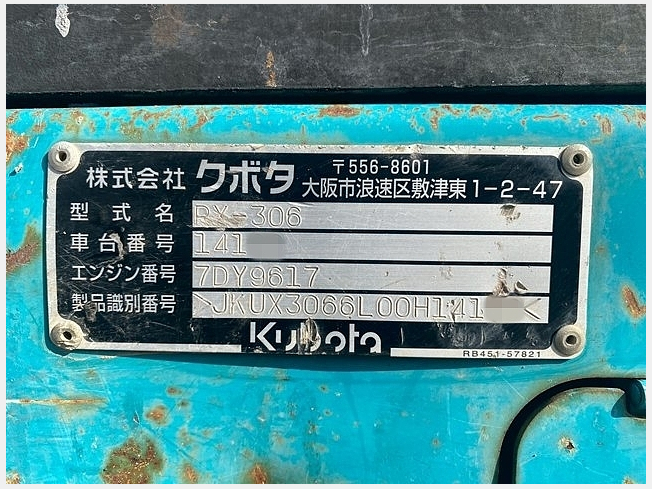 株式会社 クボタ 〒556-8601
大阪市浪速区敷津東1-2-47
型式名 RX-306
車台番号 141
エンジン番号 7DY9617
製品識別番号 >JKUX3066L00H141 <
Kubota
RB451-57821